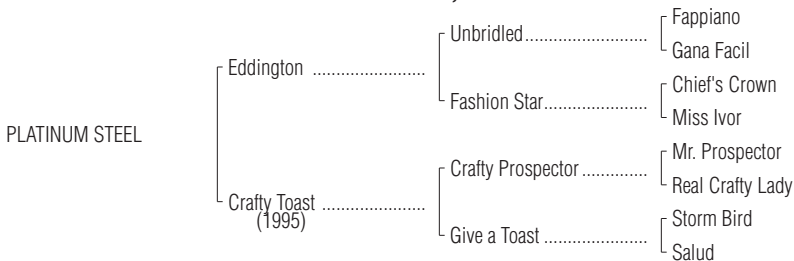 Fappiano
Unbridled
Gana Facil
Eddington
Chief's Crown
Fashion Star
Miss Ivor
PLATINUM STEEL
Mr. Prospector
Crafty Prospector
Real Crafty Lady
Crafty Toast
(1995)
Storm Bird
Give a Toast
Salud